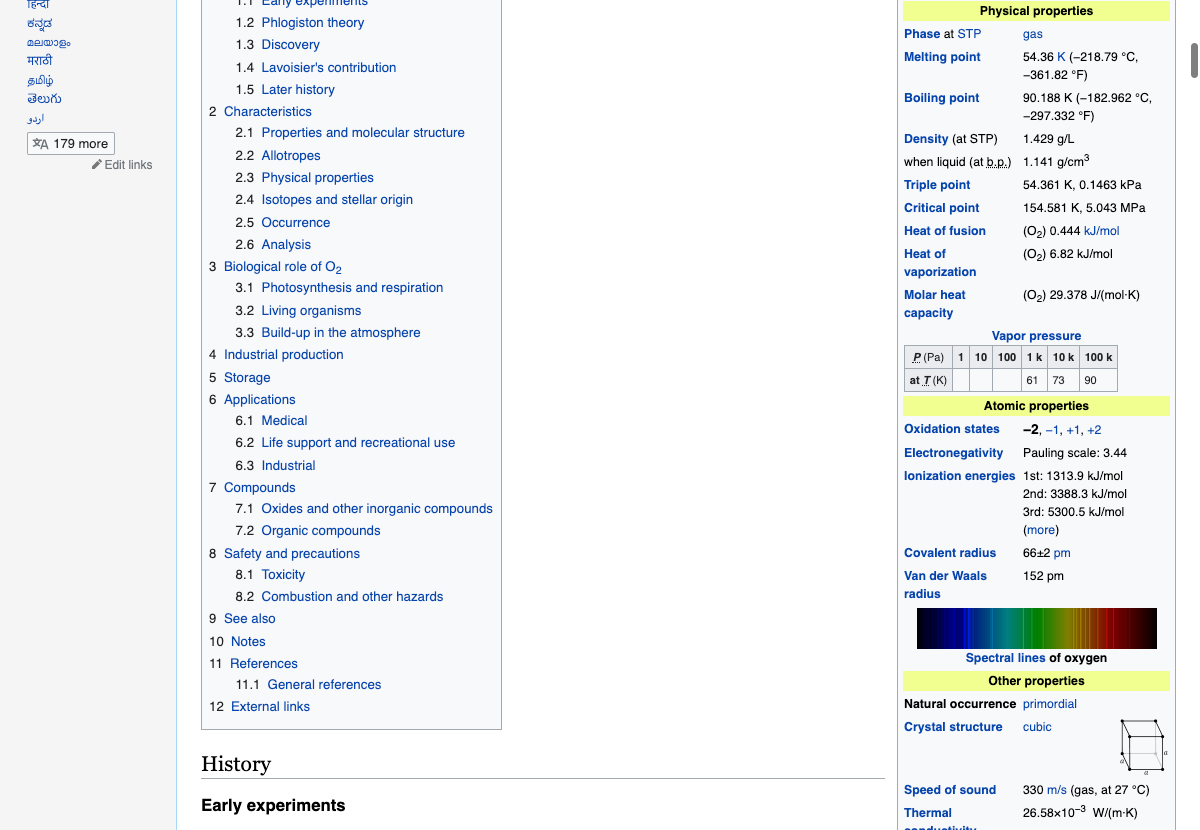 हिन्दी
ಕನ್ನಡ
മലയാളം
मराठी
தமிழ்
తెలుగు
اردو
179 more
Edit links
1.1 Early experiments
1.2 Phlogiston theory
1.3 Discovery
1.4 Lavoisier's contribution
1.5 Later history
2 Characteristics
2.1 Properties and molecular structure
2.2 Allotropes
2.3 Physical properties
2.4 Isotopes and stellar origin
2.5 Occurrence
2.6 Analysis
3 Biological role of O2
3.1 Photosynthesis and respiration
3.2 Living organisms
3.3 Build-up in the atmosphere
4 Industrial production
5 Storage
6 Applications
6.1 Medical
6.2 Life support and recreational use
6.3 Industrial
7 Compounds
7.1 Oxides and other inorganic compounds
7.2 Organic compounds
8 Safety and precautions
8.1 Toxicity
8.2 Combustion and other hazards
9 See also
10 Notes
11 References
11.1 General references
12 External links
History
Early experiments
Physical properties
Phase at STP gas
Melting point 54.36 K (−218.79 °C,
−361.82 °F)
Boiling point 90.188 K (−182.962 °C,
−297.332 °F)
Density (at STP) 1.429 g/L
when liquid (at b.p.) 1.141 g/cm3
Triple point 54.361 K, 0.1463 kPa
Critical point 154.581 K, 5.043 MPa
Heat of fusion (O2) 0.444 kJ/mol
Heat of (O2) 6.82 kJ/mol
vaporization
Molar heat (O2) 29.378 J/(mol·K)
capacity
Vapor pressure
P (Pa) 1 10 100 1 k 10 k 100 k
at T (K) 61 73 90
Atomic properties
Oxidation states −2, −1, +1, +2
Electronegativity Pauling scale: 3.44
Ionization energies 1st: 1313.9 kJ/mol
2nd: 3388.3 kJ/mol
3rd: 5300.5 kJ/mol
(more)
Covalent radius 66±2 pm
Van der Waals 152 pm
radius
Spectral lines of oxygen
Other properties
Natural occurrence primordial
Crystal structure cubic
a
a
a
Speed of sound 330 m/s (gas, at 27 °C)
Thermal 26.58×10−3 W/(m·K)
conductivity